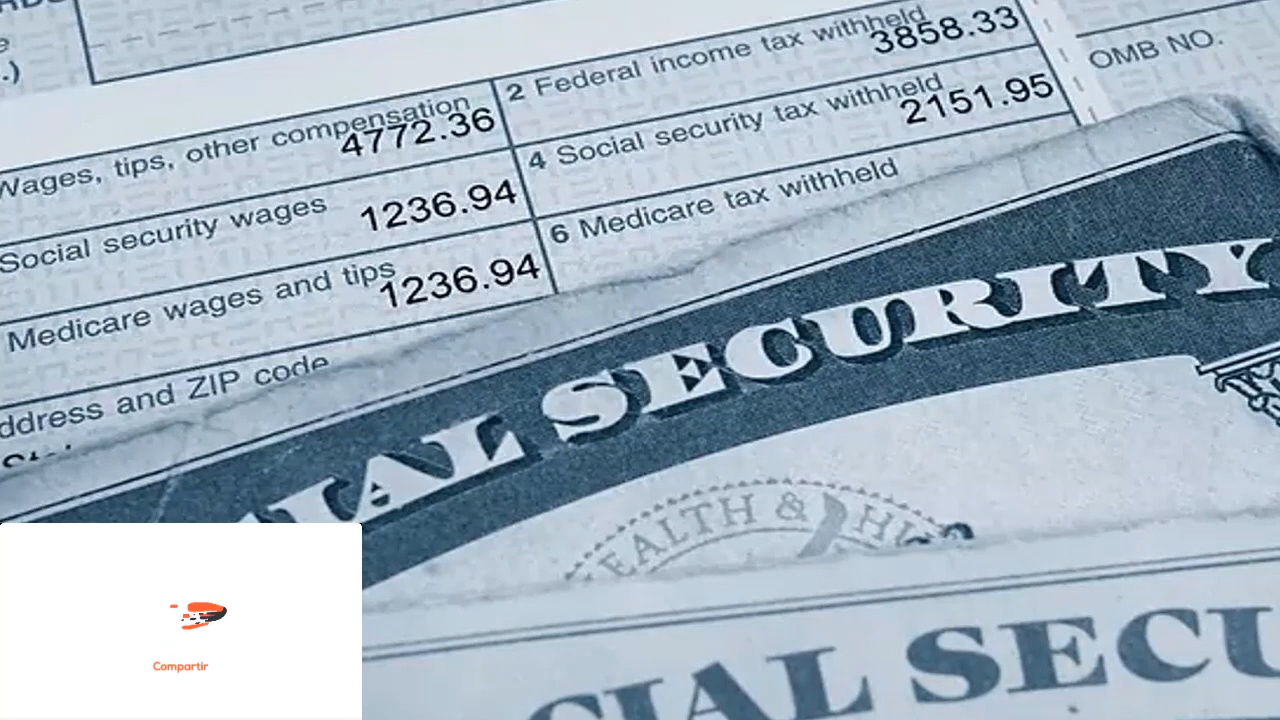 2 Federal income tax withheld
3858.33
OMB NO.
Wages, tips, other compensation
4772.36
4 Social security tax withheld
2151.95
Social security wages
1236.94
6 Medicare tax withheld
Medicare wages and tips
1236.94
ddress and ZIP code
IAL SECURITY
EALTH & HU
Compartir
CIAL SECU